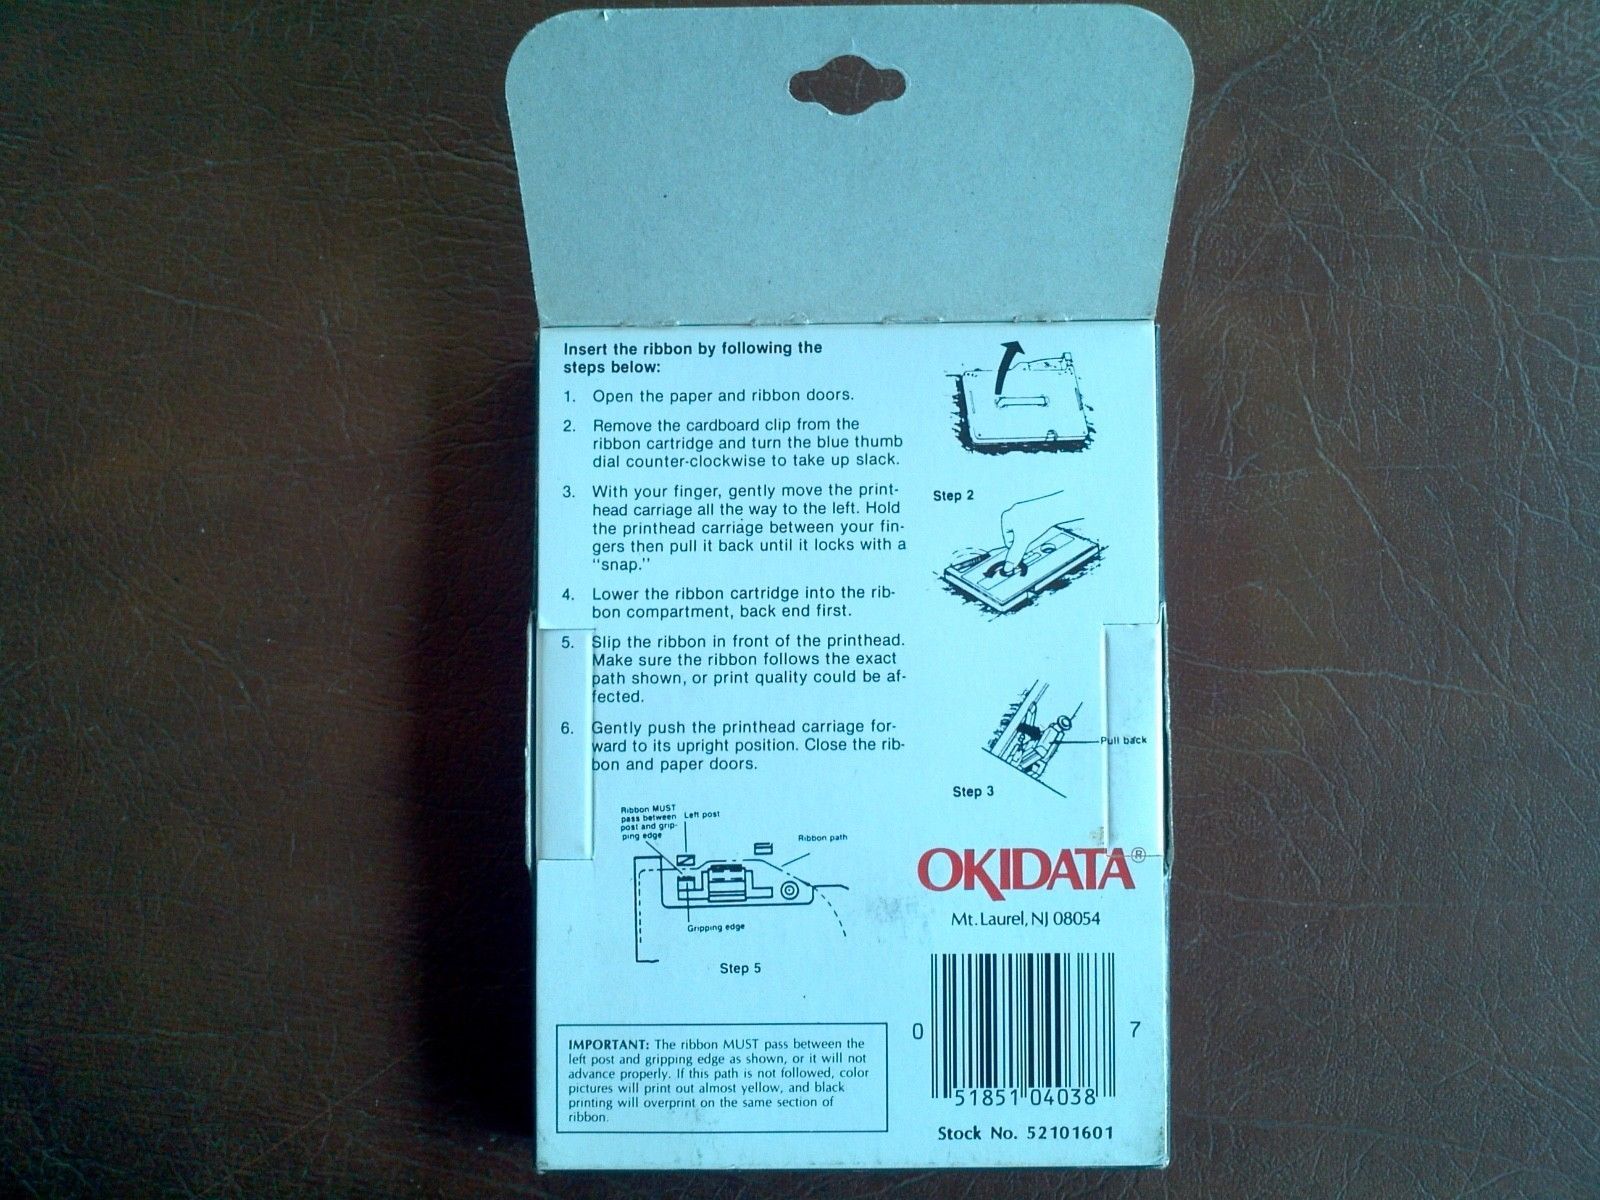 Insert the ribbon by following the
steps below:
1. Open the paper and ribbon doors.
2. Remove the cardboard clip from the
ribbon cartridge and turn the blue thumb
dial counter-clockwise to take up slack.
3. With your finger, gently move the print-
head carriage all the way to the left. Hold
the printhead carriage between your fin-
gers then pull it back until it locks with a
"snap."
4. Lower the ribbon cartridge into the rib-
bon compartment, back end first.
5. Slip the ribbon in front of the printhead.
Make sure the ribbon follows the exact
path shown, or print quality could be af-
fected.
6. Gently push the printhead carriage for-
ward to its upright position. Close the rib-
bon and paper doors.
Step 2
Pull back
Step 3
Ribbon MUST
pass between
post and grip-
ping edge
Left post
Ribbon path
Gripping edge
Step 5
OKIDATA®
Mt. Laurel, NJ 08054
IMPORTANT: The ribbon MUST pass between the
left post and gripping edge as shown, or it will not
advance properly. If this path is not followed, color
pictures will print out almost yellow, and black
printing will overprint on the same section of
ribbon.
0 51851 04038 7
Stock No. 52101601